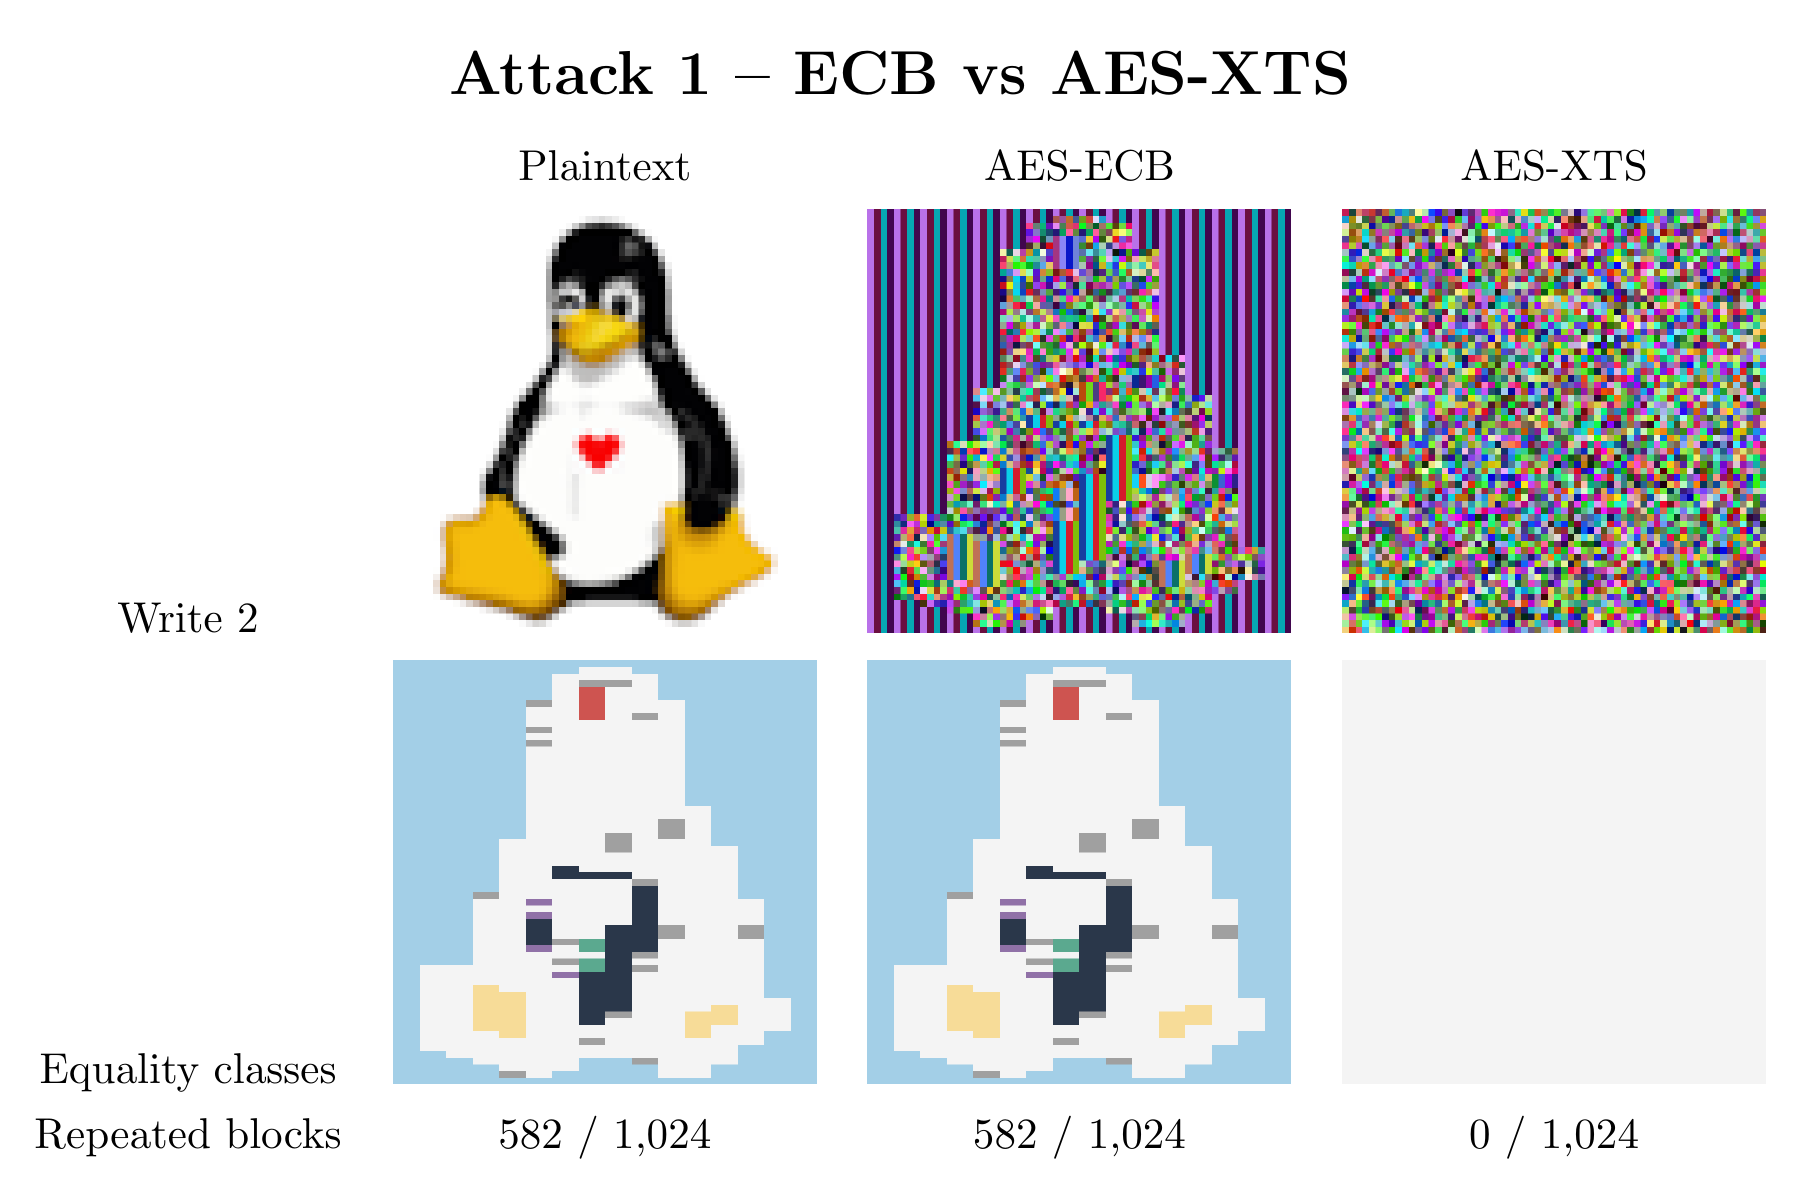 Attack 1 – ECB vs AES-XTS
Plaintext AES-ECB AES-XTS
Write 2
Equality classes
Repeated blocks 582 / 1,024 582 / 1,024 0 / 1,024